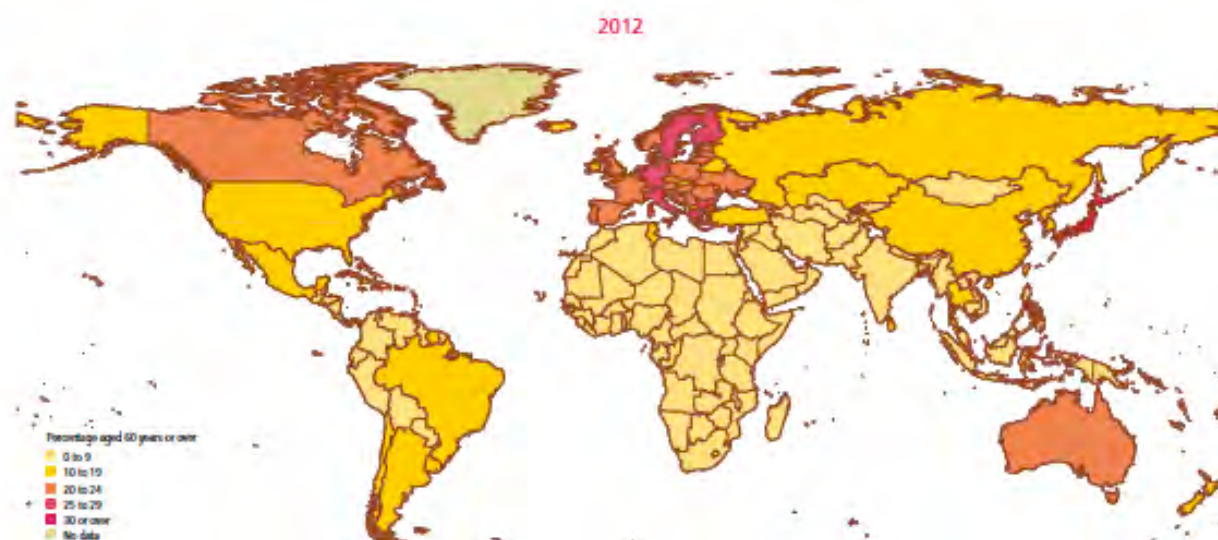 2012
Percentage aged 60 years or over
0 to 9
10 to 19
20 to 24
25 to 29
30 or over
No data